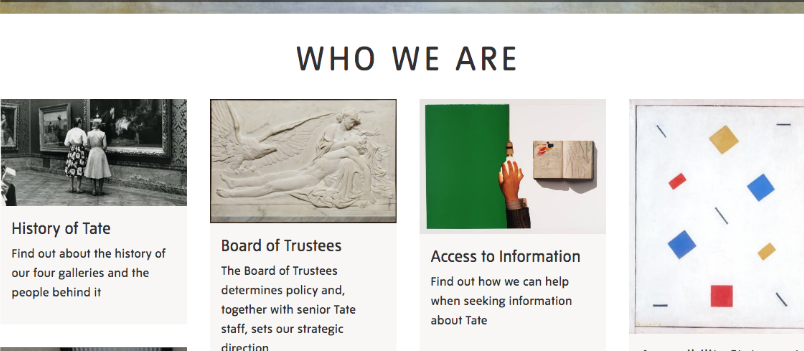 WHO WE ARE
History of Tate
Find out about the history of
our four galleries and the
people behind it
Board of Trustees
The Board of Trustees
determines policy and,
together with senior Tate
staff, sets our strategic
direction
Access to Information
Find out how we can help
when seeking information
about Tate